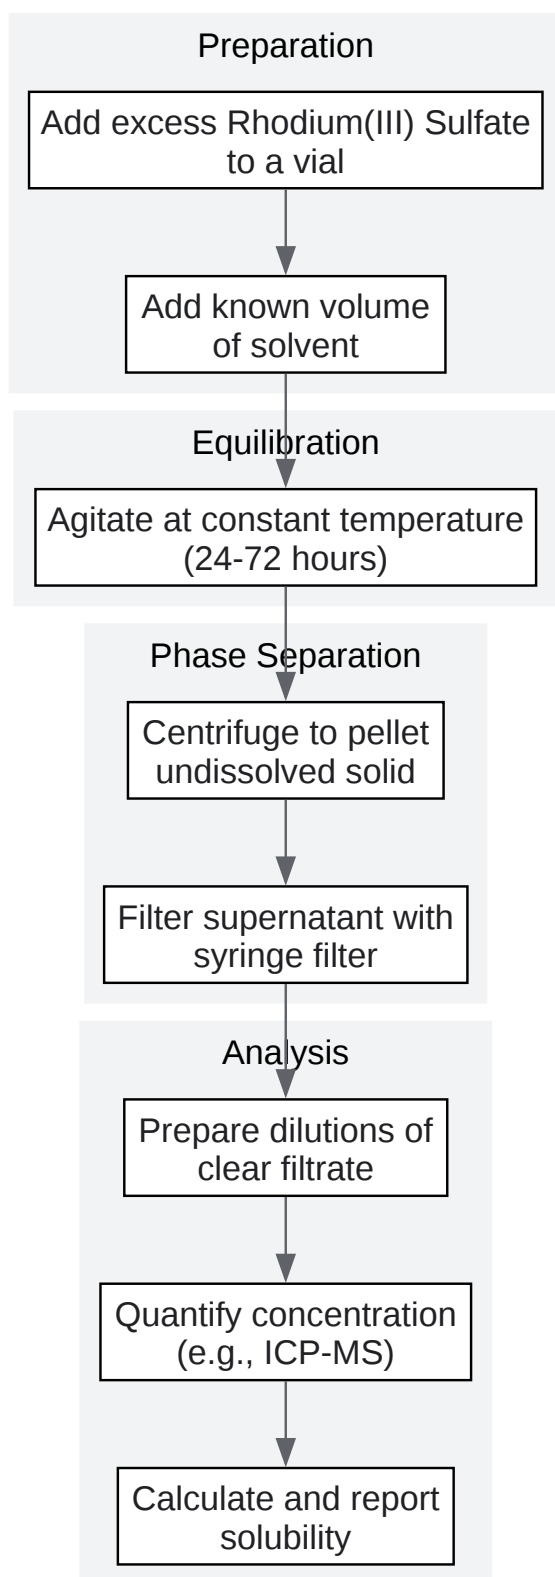 Preparation
Add excess Rhodium(III) Sulfate
to a vial
Add known volume
of solvent
Equilibration
Agitate at constant temperature
(24-72 hours)
Phase Separation
Centrifuge to pellet
undissolved solid
Filter supernatant with
syringe filter
Analysis
Prepare dilutions of
clear filtrate
Quantify concentration
(e.g., ICP-MS)
Calculate and report
solubility